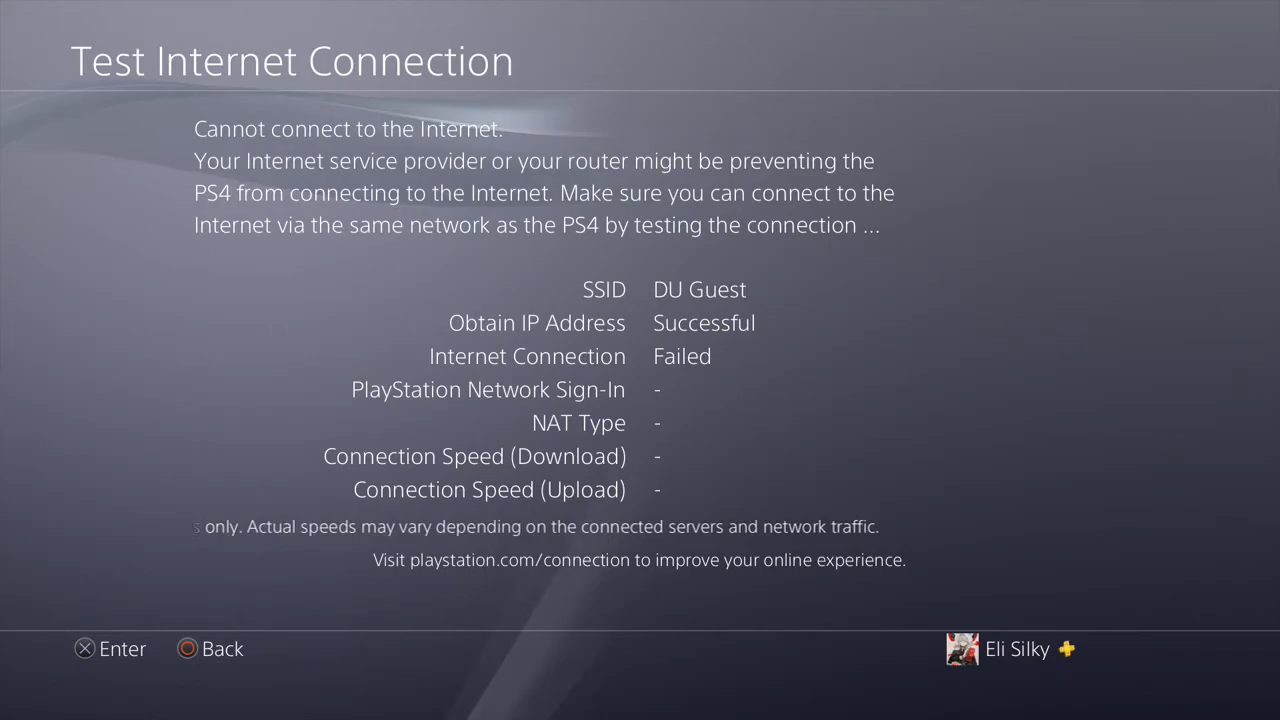 Test Internet Connection
Cannot connect to the Internet.
Your Internet service provider or your router might be preventing the
PS4 from connecting to the Internet. Make sure you can connect to the
Internet via the same network as the PS4 by testing the connection ...
SSID DU Guest
Obtain IP Address Successful
Internet Connection Failed
PlayStation Network Sign-In -
NAT Type -
Connection Speed (Download) -
Connection Speed (Upload) -
s only. Actual speeds may vary depending on the connected servers and network traffic.
Visit playstation.com/connection to improve your online experience.
Enter Back Eli Silky